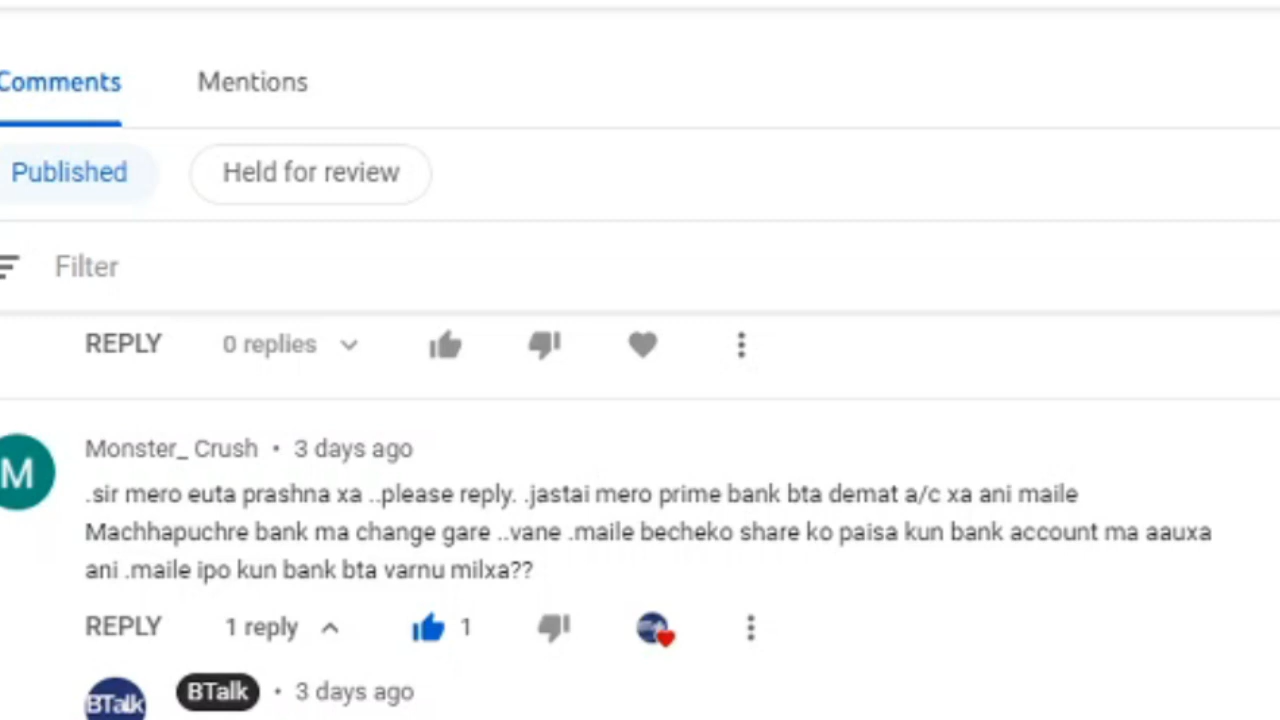 Comments Mentions
Published Held for review
Filter
REPLY 0 replies
M
Monster_ Crush • 3 days ago
.sir mero euta prashna xa ..please reply. .jastai mero prime bank bta demat a/c xa ani maile
Machhapuchre bank ma change gare ..vane .maile becheko share ko paisa kun bank account ma aauxa
ani .maile ipo kun bank bta varnu milxa??
REPLY 1 reply 1
BTalk BTalk • 3 days ago